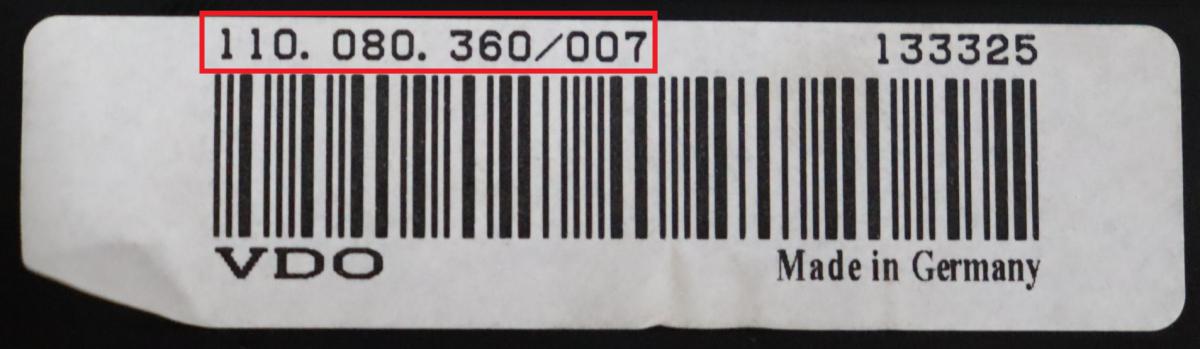 110. 080. 360/007 133325
VDO Made in Germany